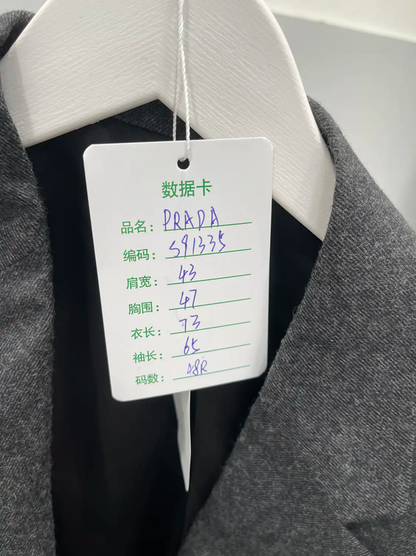 数据卡
品名: PRADA
编码: S91335
肩宽: 43
胸围: 47
衣长: 73
袖长: 65
码数: 48R